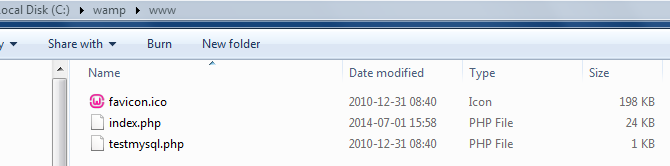 ocal Disk (C:) wamp www
y Share with Burn New folder
Name Date modified Type Size
favicon.ico 2010-12-31 08:40 Icon 198 KB
index.php 2014-07-01 15:58 PHP File 24 KB
testmysql.php 2010-12-31 08:40 PHP File 1 KB